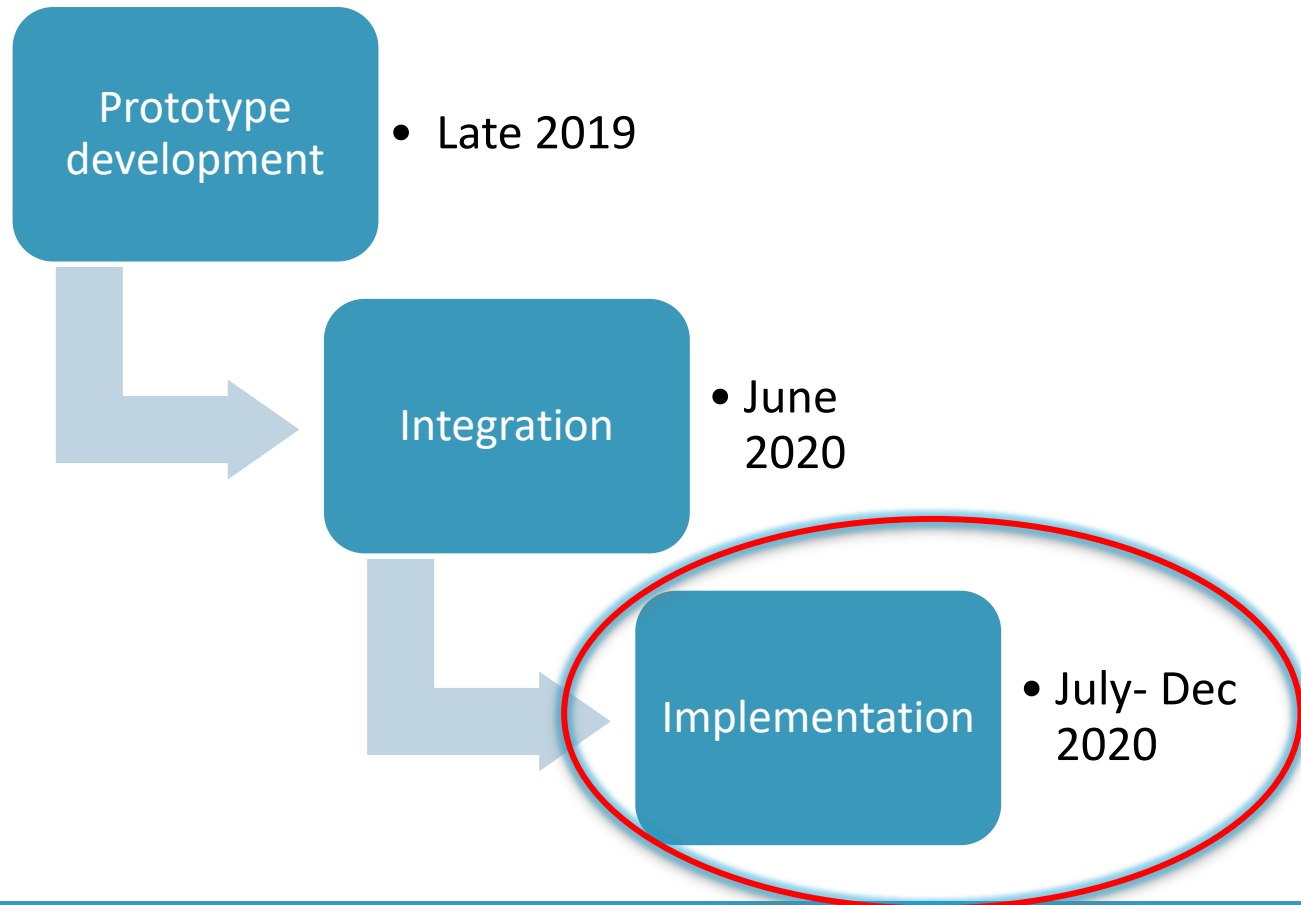 Prototype
development
• Late 2019
Integration
• June
2020
Implementation
• July- Dec
2020